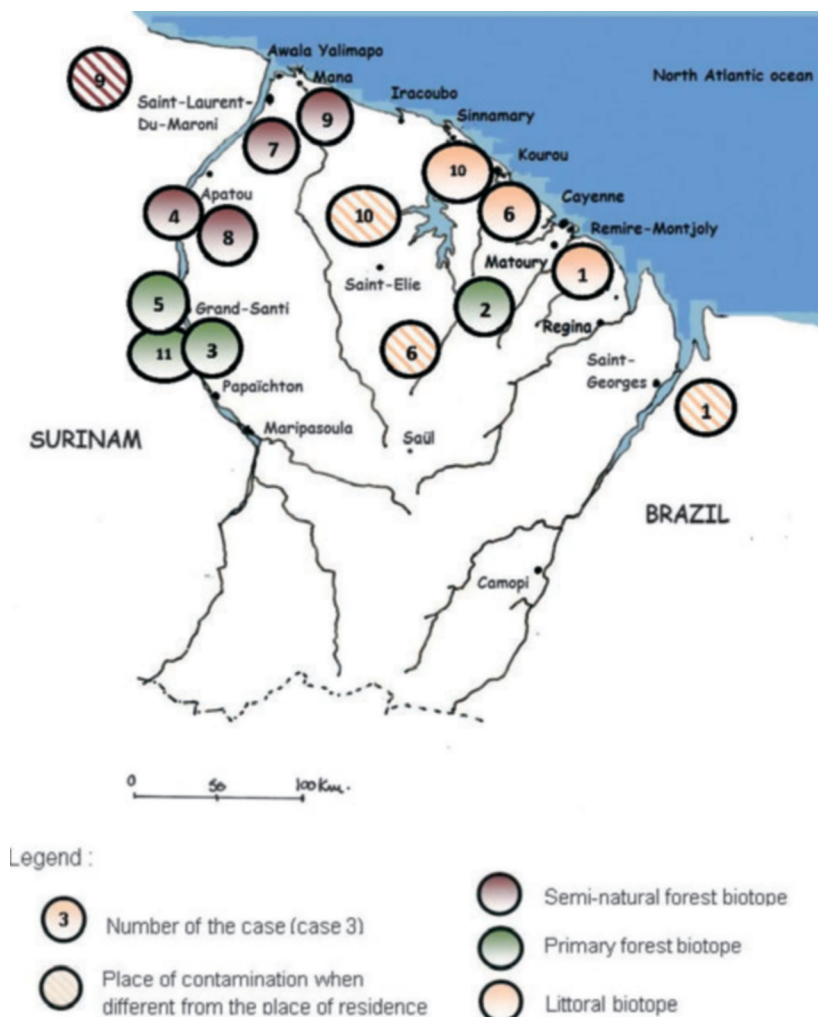 Awala Yalimapo
North Atlantic ocean
9
Mana
Saint-Laurent-
Du-Maroni
Iracoubo
9
Sinnamary
7
Kourou
10
Apatou
Cayenne
4
10
6
Remire-Montjoly
8
Matoury
1
Saint-Elie
5
Grand-Santi
2
Regina
11
3
6
Saint-
Georges
Papaïchton
1
SURINAM
Maripasoula
Saül
BRAZIL
Camopi
0
50
100 Km.
Legend :
3
Number of the case (case 3)
Place of contamination when
different from the place of residence
Semi-natural forest biotope
Primary forest biotope
Littoral biotope